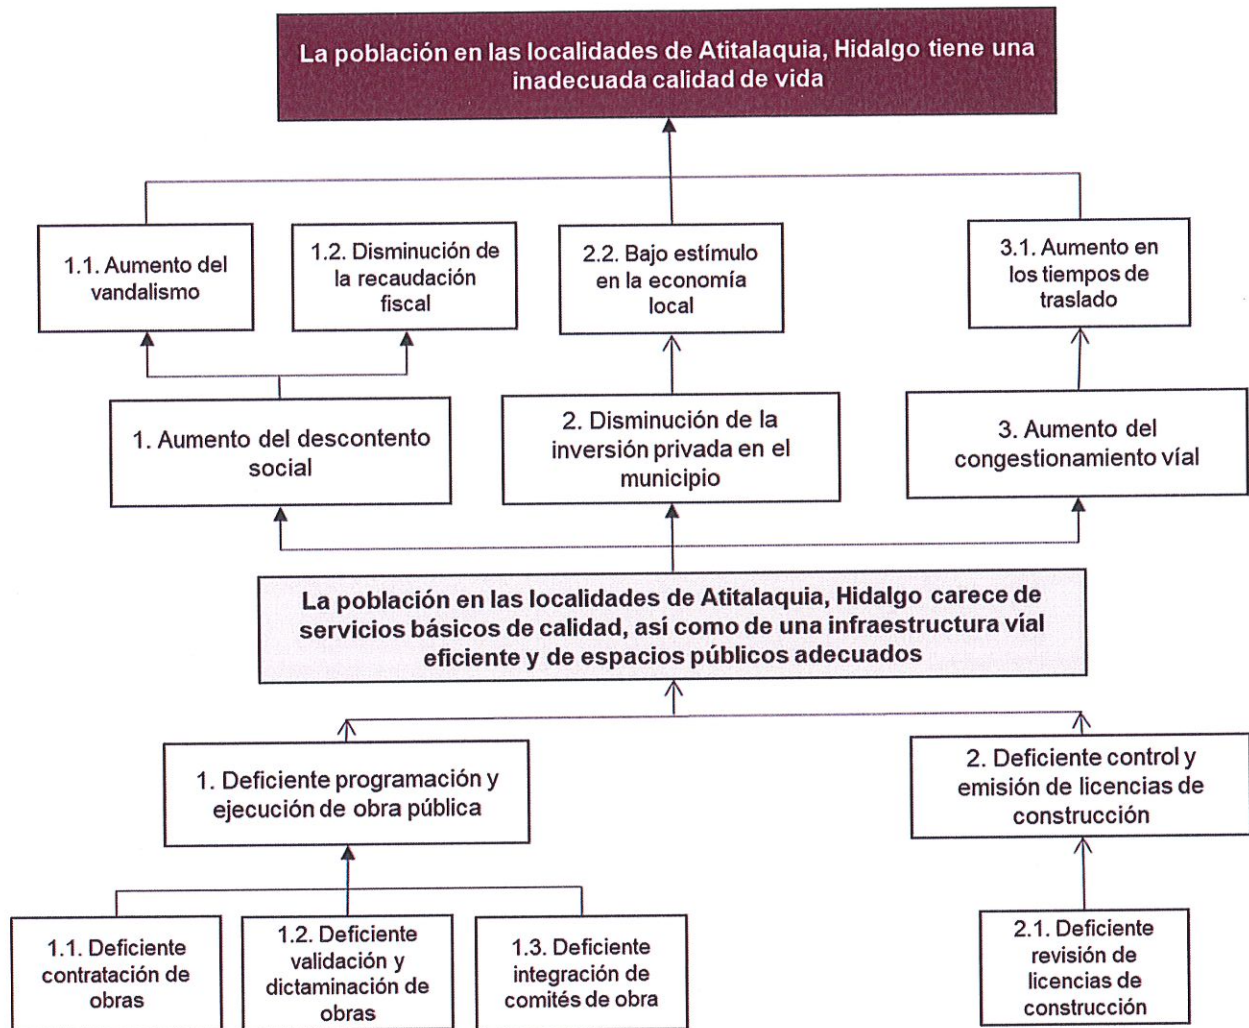 La población en las localidades de Atitalaquia, Hidalgo tiene una
inadecuada calidad de vida
1.1. Aumento del
vandalismo
1.2. Disminución de
la recaudación
fiscal
2.2. Bajo estímulo
en la economía
local
3.1. Aumento en
los tiempos de
traslado
1. Aumento del descontento
social
2. Disminución de la
inversión privada en el
municipio
3. Aumento del
congestionamiento víal
La población en las localidades de Atitalaquia, Hidalgo carece de
servicios básicos de calidad, así como de una infraestructura víal
eficiente y de espacios públicos adecuados
1. Deficiente programación y
ejecución de obra pública
2. Deficiente control y
emisión de licencias de
construcción
1.1. Deficiente
contratación de
obras
1.2. Deficiente
validación y
dictaminación de
obras
1.3. Deficiente
integración de
comités de obra
2.1. Deficiente
revisión de
licencias de
construcción